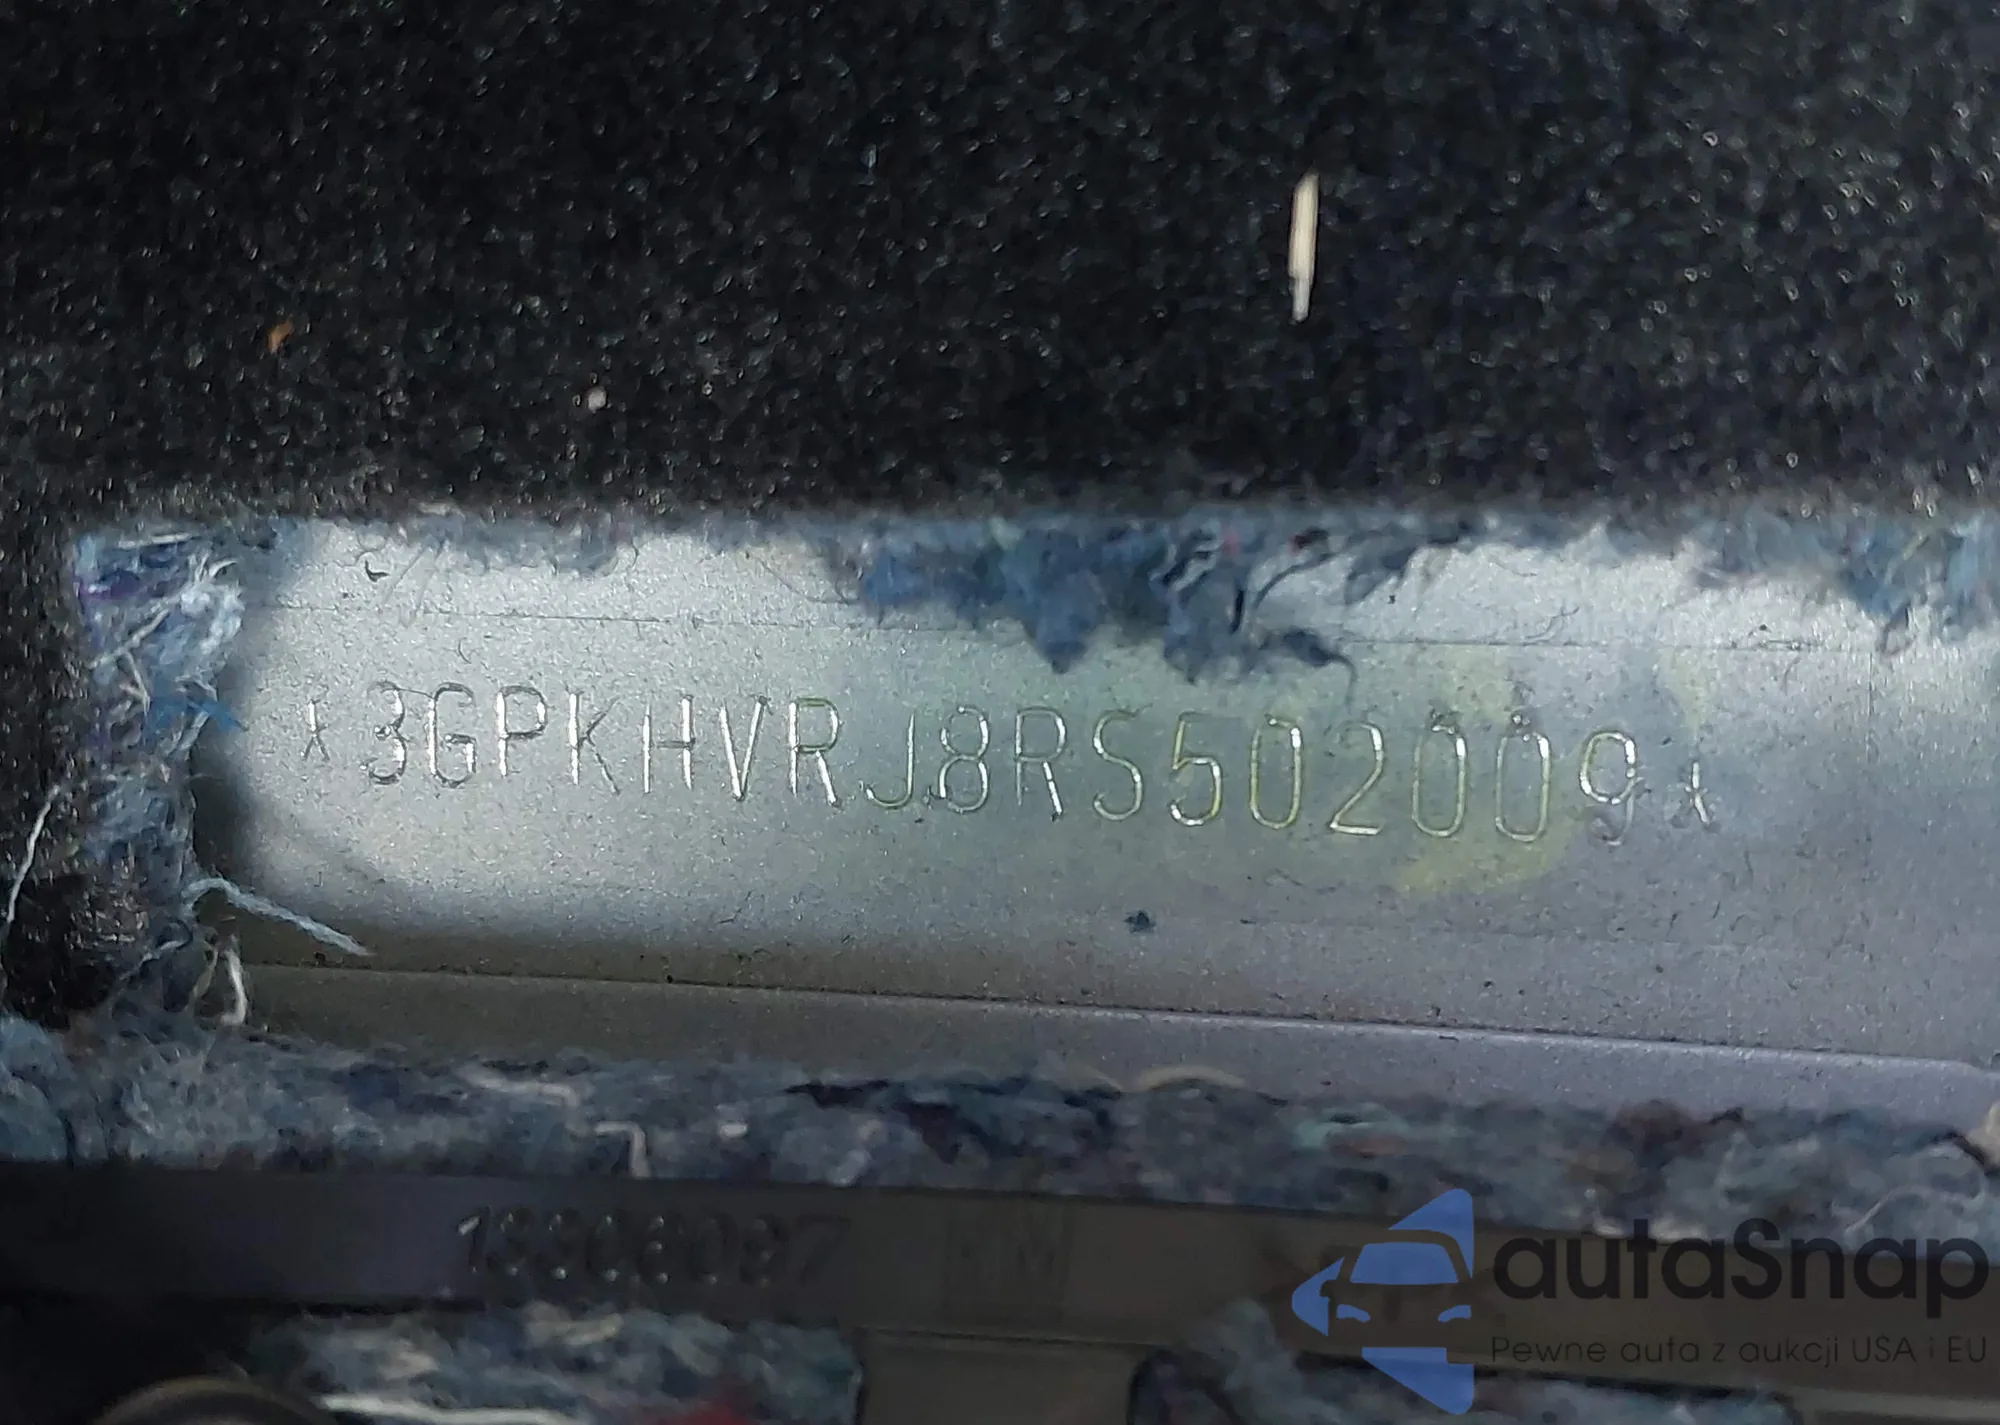 *3GPKHVRJ8RS502009*
autaSnap
Pewne auta z aukcji USA i EU